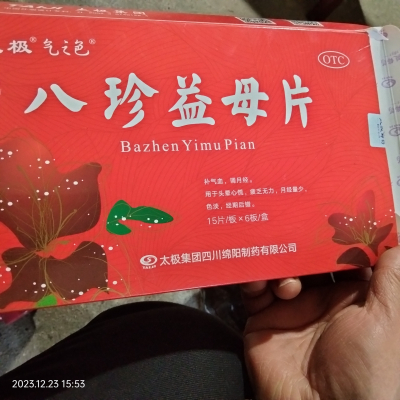 极® 气之色®
OTC
八珍益母片
Bazhen Yimu Pian
补气血，调月经。
用于头晕心慌，疲乏无力，月经量少，
色淡，经期后错。
15片/板×6板/盒
太极集团四川绵阳制药有限公司
2023.12.23 15:53